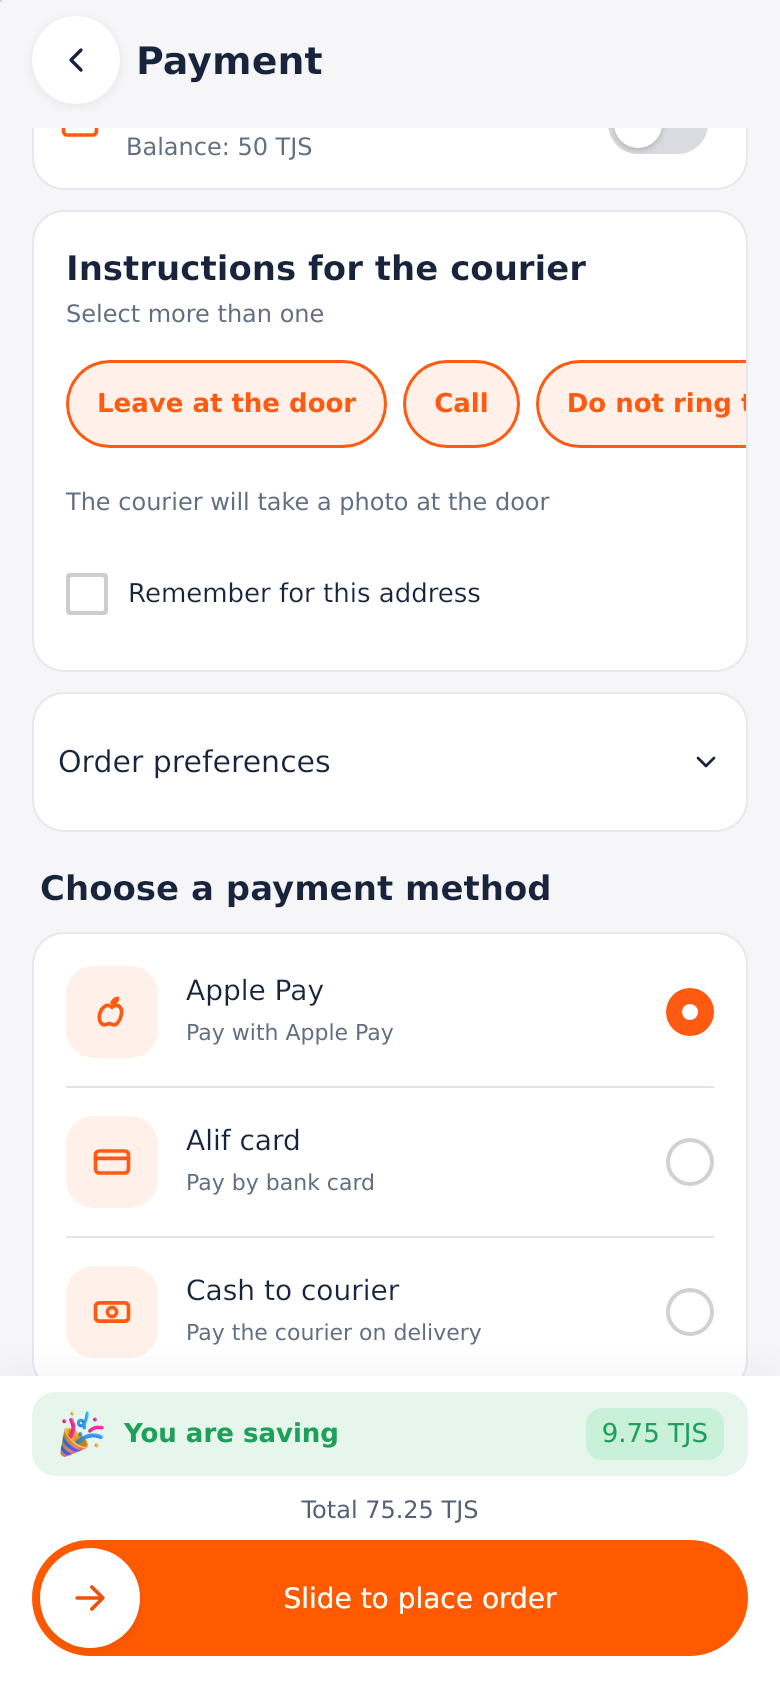 Payment
Balance: 50 TJS
Instructions for the courier
Select more than one
Leave at the door
Call
Do not ring
The courier will take a photo at the door
Remember for this address
Order preferences
Choose a payment method
Apple Pay
Pay with Apple Pay
Alif card
Pay by bank card
Cash to courier
Pay the courier on delivery
You are saving
9.75 TJS
Total 75.25 TJS
Slide to place order